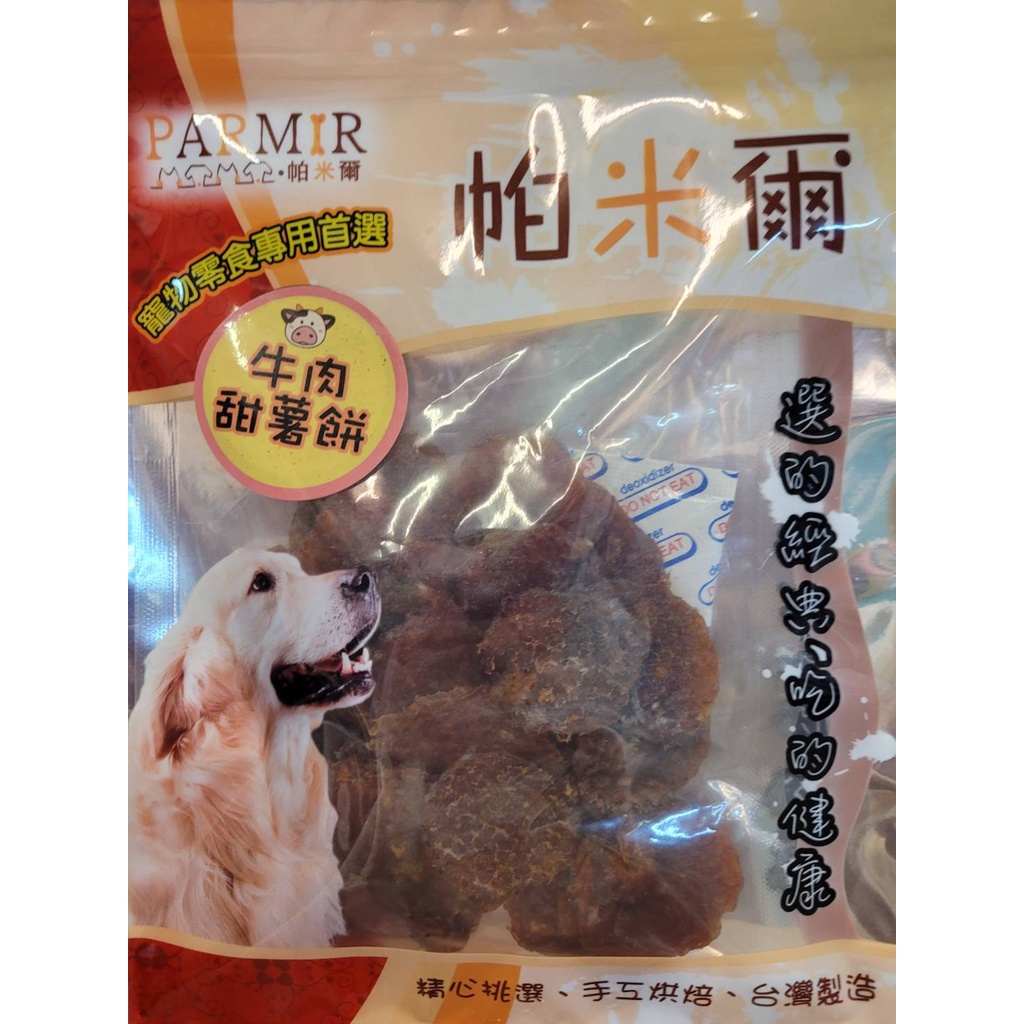 PARMIR
·帕米爾
帕米爾
寵物零食專用首選
牛肉
甜薯餅
選的經典、吃的健康
deoxidizer
DO NOT EAT
精心挑選、手工烘焙、台灣製造